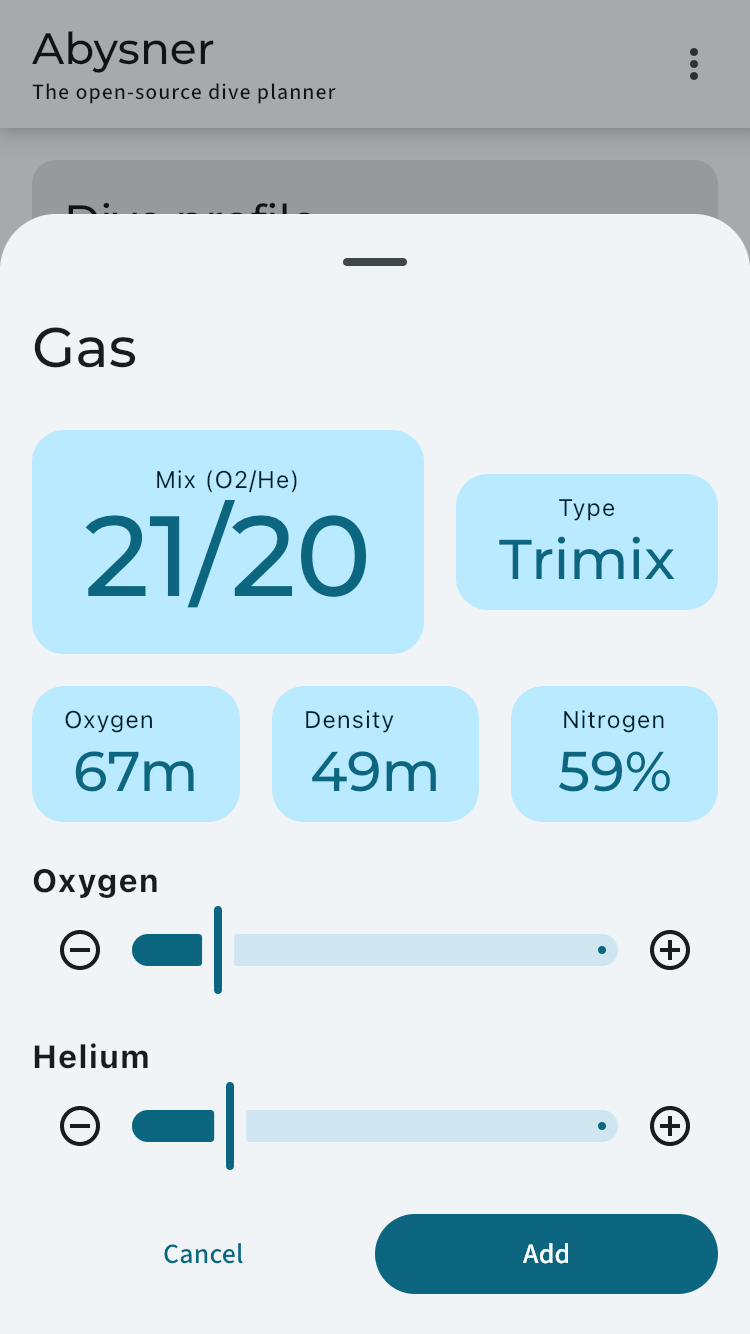 Abysner
The open-source dive planner
Dive profile
Gas
Mix (O2/He)
21/20
Type
Trimix
Oxygen
67m
Density
49m
Nitrogen
59%
Oxygen
Helium
Cancel
Add